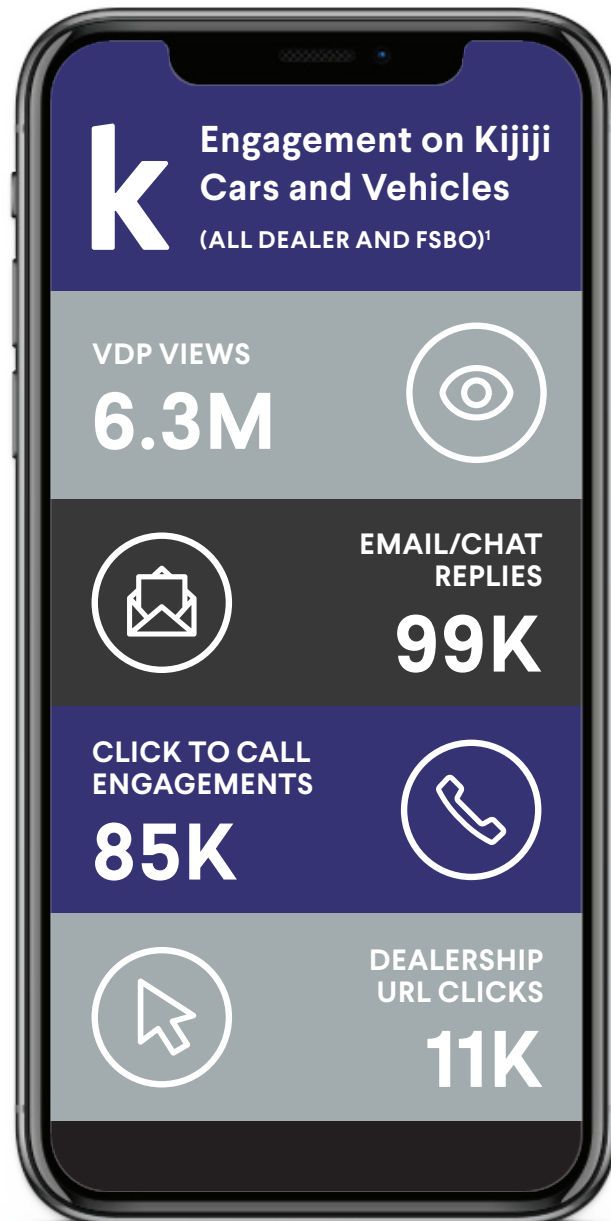 k
Engagement on Kijiji
Cars and Vehicles
(ALL DEALER AND FSBO)¹
VDP VIEWS
6.3M
EMAIL/CHAT
REPLIES
99K
CLICK TO CALL
ENGAGEMENTS
85K
DEALERSHIP
URL CLICKS
11K